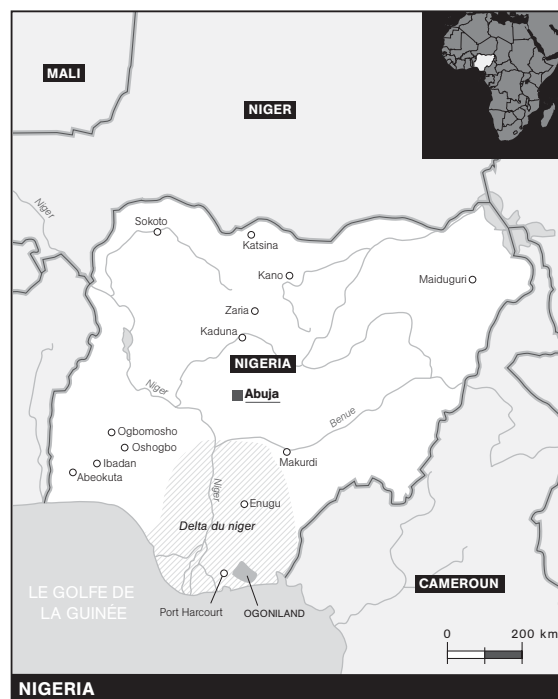 MALI
NIGER
Niger
Sokoto
Katsina
Kano
Maiduguri
Zaria
Kaduna
NIGERIA
Abuja
Niger
Benue
Ogbomosho
Oshogbo
Ibadan
Abeokuta
Makurdi
Niger
Enugu
Delta du niger
LE GOLFE DE
LA GUINÉE
Port Harcourt
OGONILAND
CAMEROUN
0 200 km
NIGERIA